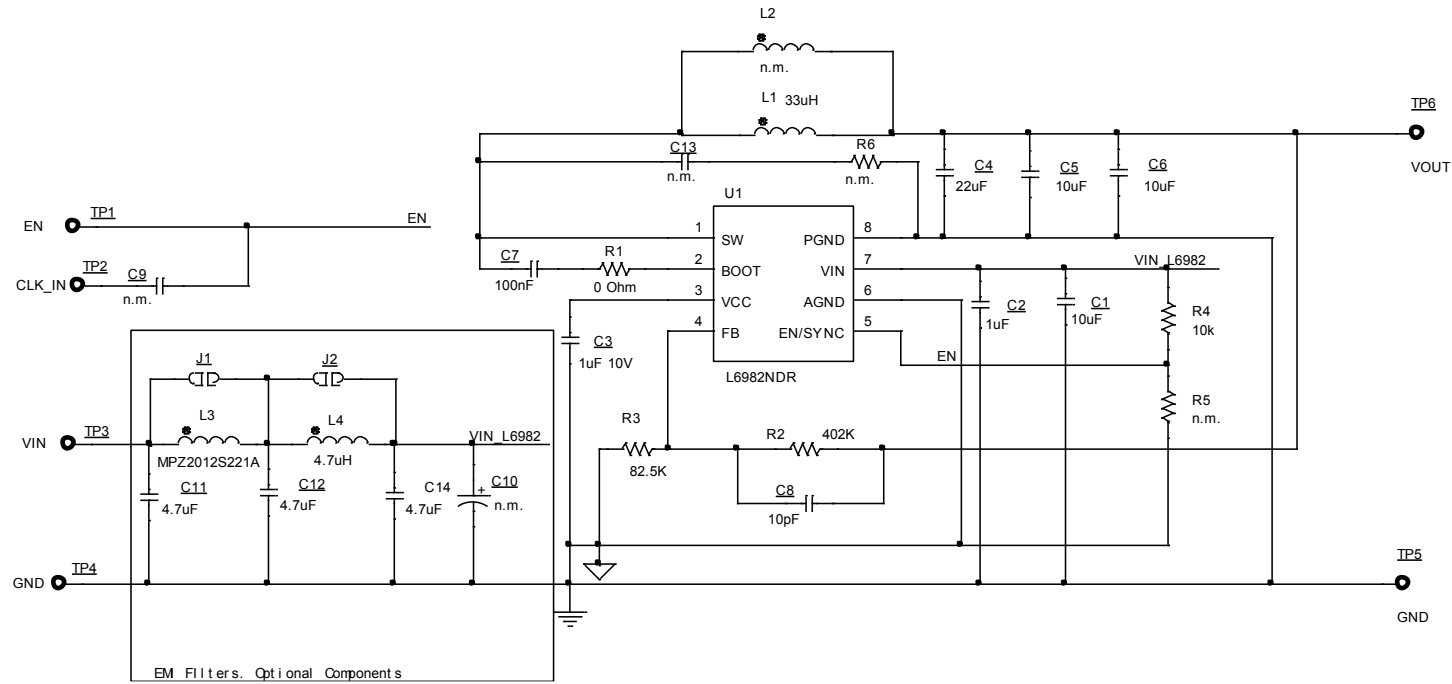 L2
n.m.
L1 33uH
TP6
VOUT
C13
n.m.
R6
n.m.
C4
22uF
C5
10uF
C6
10uF
U1
EN
TP1
EN
TP2
CLK_IN
C9
n.m.
1
SW
PGND
8
C7
100nF
R1
0 Ohm
2
BOOT
VIN
7
VIN_L6982
3
VCC
AGND
6
C2
1uF
C1
10uF
R4
10k
4
FB
EN/SYNC
5
EN
C3
1uF 10V
L6982NDR
R5
n.m.
J1
J2
L3
L4
VIN
TP3
VIN_L6982
MPZ2012S221A
4.7uH
C11
4.7uF
C12
4.7uF
C14
4.7uF
C10
+
n.m.
R3
82.5K
R2
402K
C8
10pF
GND
TP4
TP5
GND
EMI FIlters. Optional Components